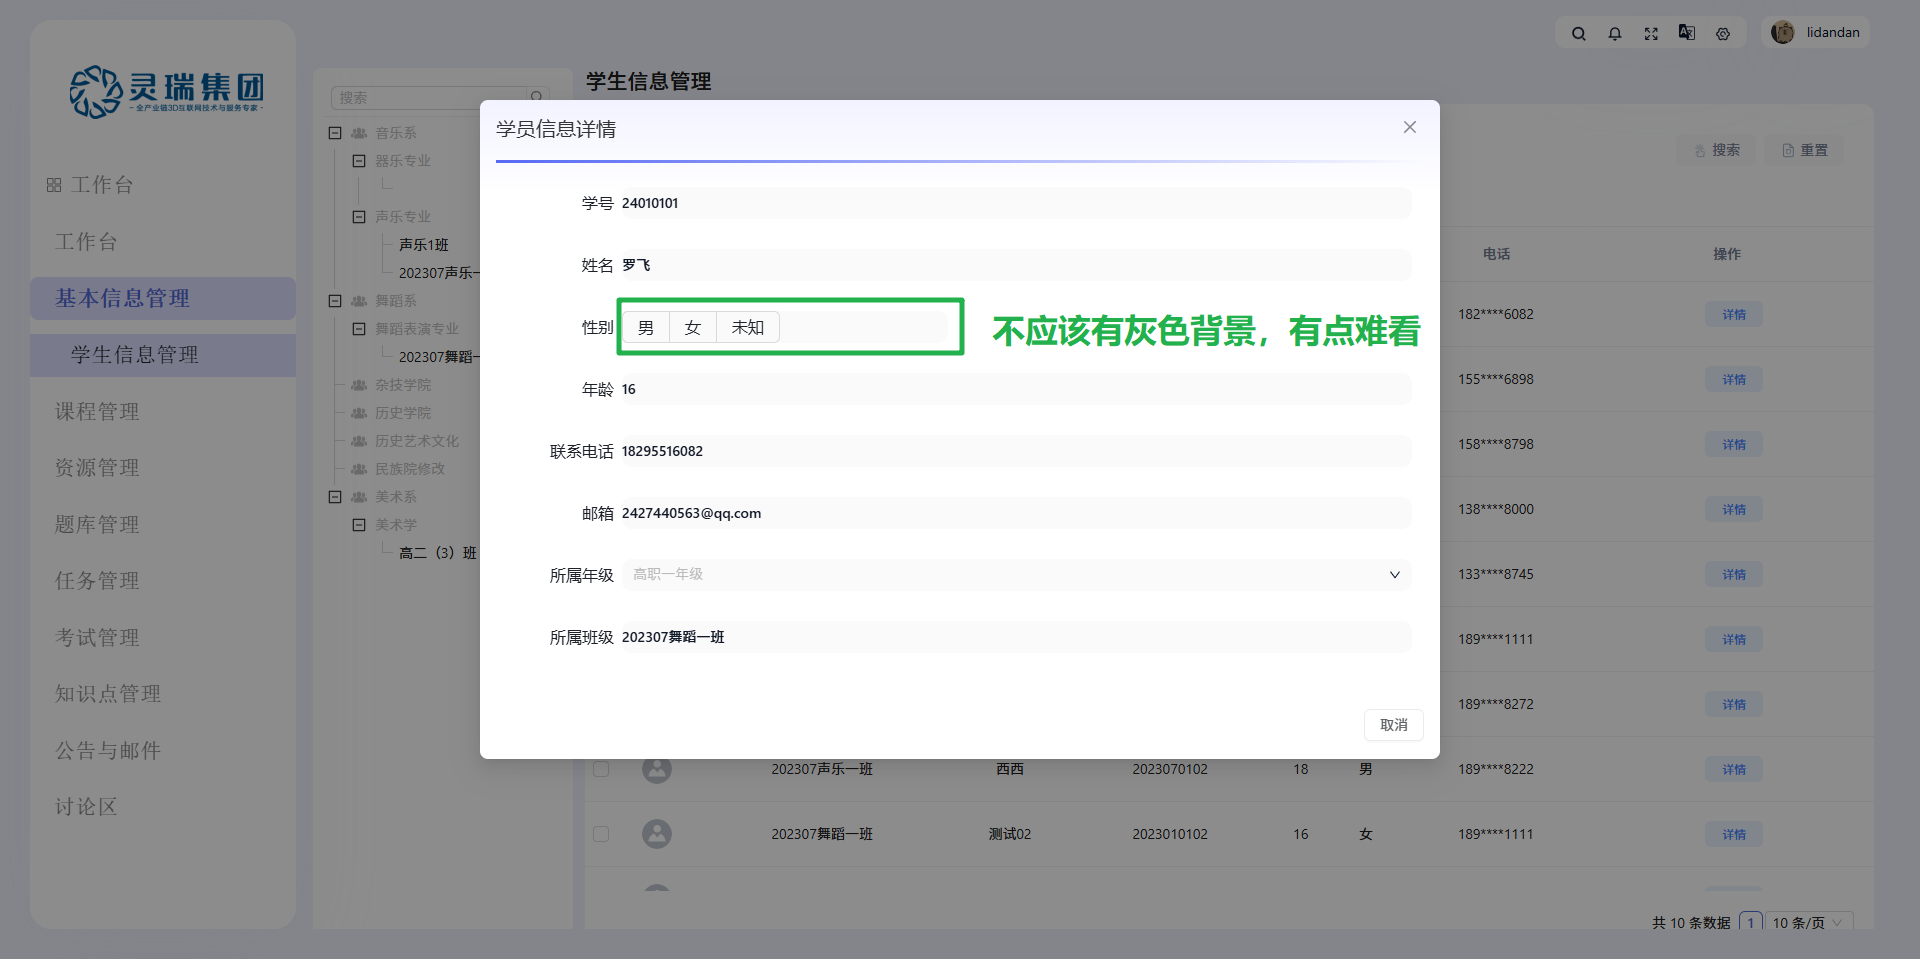 灵瑞集团
- 全产业链3D互联网技术与服务专家 -
工作台
工作台
基本信息管理
学生信息管理
课程管理
资源管理
题库管理
任务管理
考试管理
知识点管理
公告与邮件
讨论区
搜索
音乐系
器乐专业
声乐专业
声乐1班
202307声乐一
舞蹈系
舞蹈表演专业
202307舞蹈一
杂技学院
历史学院
历史艺术文化
民族院修改
美术系
美术学
高二（3）班
lidandan
学生信息管理
搜索
重置
学员信息详情
学号 24010101
姓名 罗飞
性别 男 女 未知
不应该有灰色背景，有点难看
年龄 16
联系电话 18295516082
邮箱 2427440563@qq.com
所属年级 高职一年级
所属班级 202307舞蹈一班
取消
电话 操作
182****6082 详情
155****6898 详情
158****8798 详情
138****8000 详情
133****8745 详情
189****1111 详情
189****8272 详情
202307声乐一班 西西 2023070102 18 男 189****8222 详情
202307舞蹈一班 测试02 2023010102 16 女 189****1111 详情
共 10 条数据 1 10 条/页